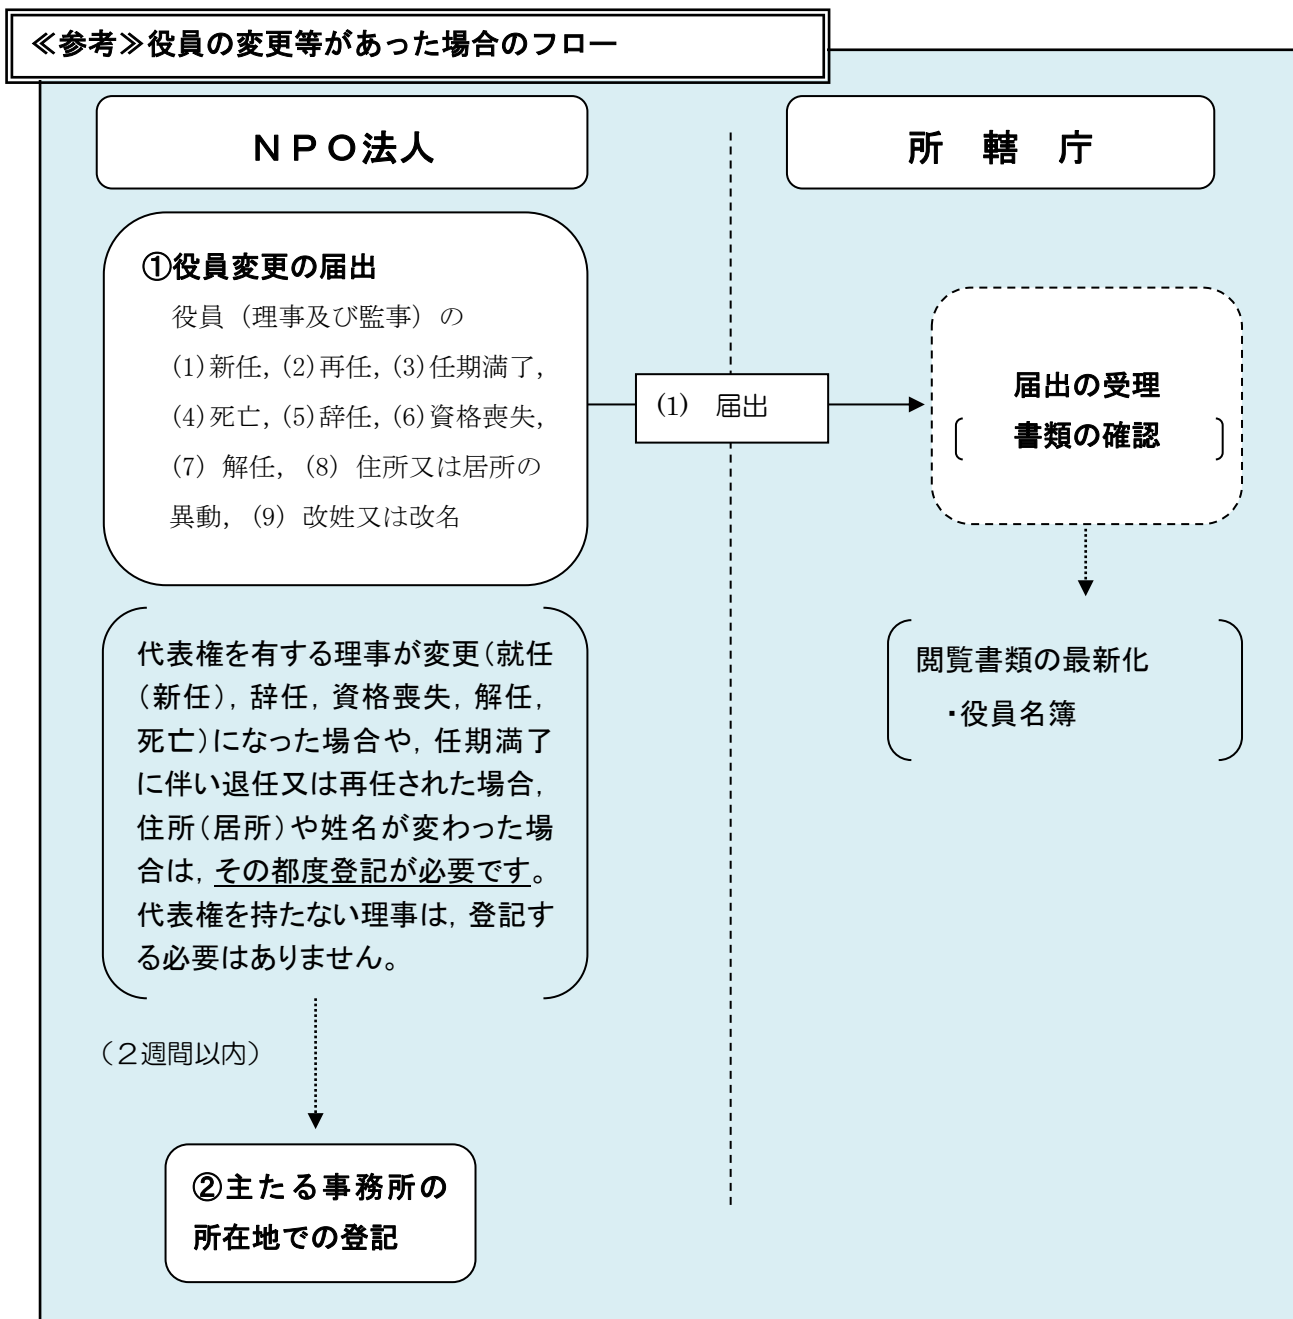 ≪参考≫役員の変更等があった場合のフロー
ＮＰＯ法人
所　轄　庁
①役員変更の届出
役員（理事及び監事）の
(1)新任, (2)再任, (3)任期満了,
(4)死亡, (5)辞任, (6)資格喪失,
(7) 解任, (8) 住所又は居所の
異動, (9) 改姓又は改名
(1)　届出
届出の受理
書類の確認
代表権を有する理事が変更（就任
（新任）, 辞任, 資格喪失, 解任,
死亡）になった場合や, 任期満了
に伴い退任又は再任された場合,
住所（居所）や姓名が変わった場
合は, その都度登記が必要です。
代表権を持たない理事は, 登記す
る必要はありません。
閲覧書類の最新化
・役員名簿
（２週間以内）
②主たる事務所の
所在地での登記